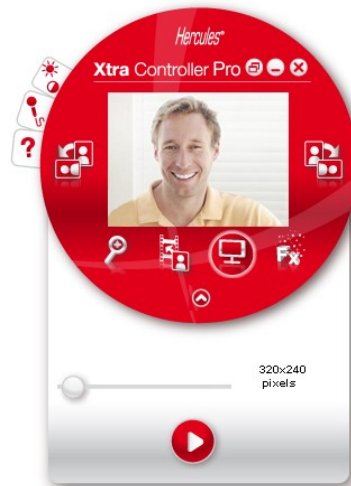 Hercules®
Xtra Controller Pro
?
Fx
320x240
pixels